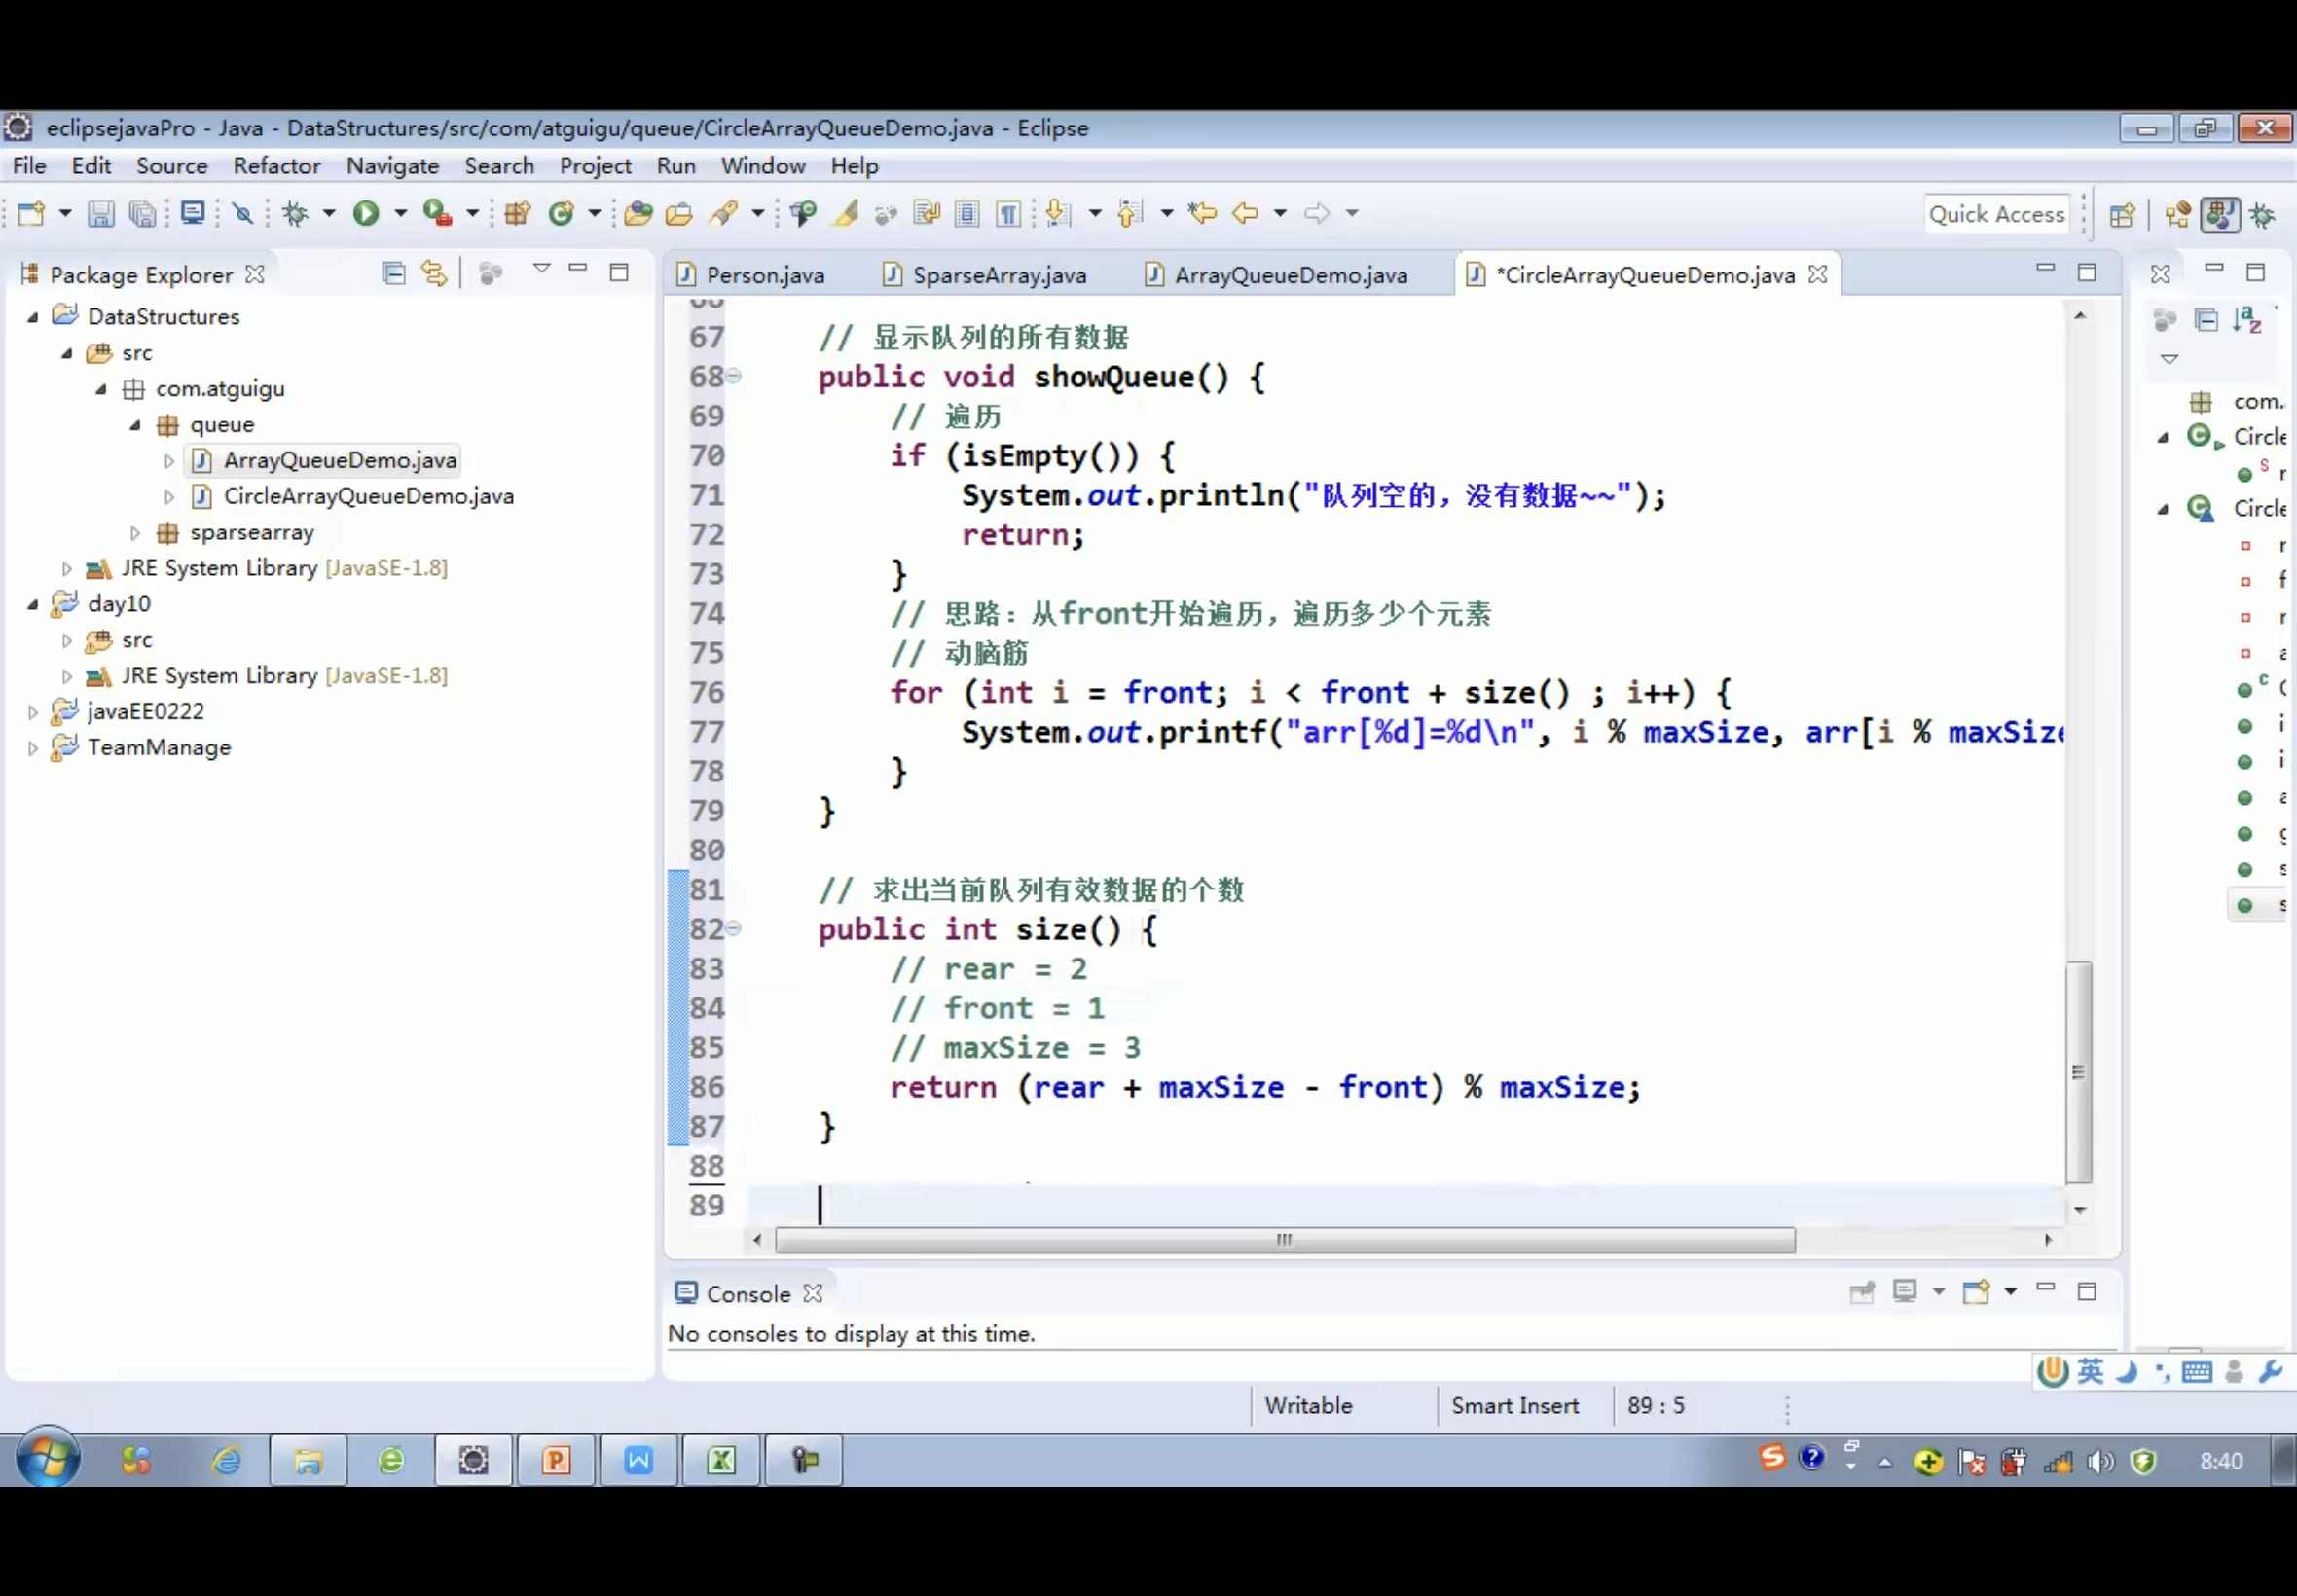 eclipsejavaPro - Java - DataStructures/src/com/atguigu/queue/CircleArrayQueueDemo.java - Eclipse
File Edit Source Refactor Navigate Search Project Run Window Help
Quick Access
Package Explorer
DataStructures
src
com.atguigu
queue
ArrayQueueDemo.java
CircleArrayQueueDemo.java
sparsearray
JRE System Library [JavaSE-1.8]
day10
src
JRE System Library [JavaSE-1.8]
javaEE0222
TeamManage
Person.java SparseArray.java ArrayQueueDemo.java *CircleArrayQueueDemo.java
67 // 显示队列的所有数据
68 public void showQueue() {
69 // 遍历
70 if (isEmpty()) {
71 System.out.println("队列空的，没有数据~~");
72 return;
73 }
74 // 思路：从front开始遍历，遍历多少个元素
75 // 动脑筋
76 for (int i = front; i < front + size() ; i++) {
77 System.out.printf("arr[%d]=%d\n", i % maxSize, arr[i % maxSize
78 }
79 }
80
81 // 求出当前队列有效数据的个数
82 public int size() {
83 // rear = 2
84 // front = 1
85 // maxSize = 3
86 return (rear + maxSize - front) % maxSize;
87 }
88
89
com.
Circle
Circle
Console
No consoles to display at this time.
英
Writable Smart Insert 89 : 5
8:40